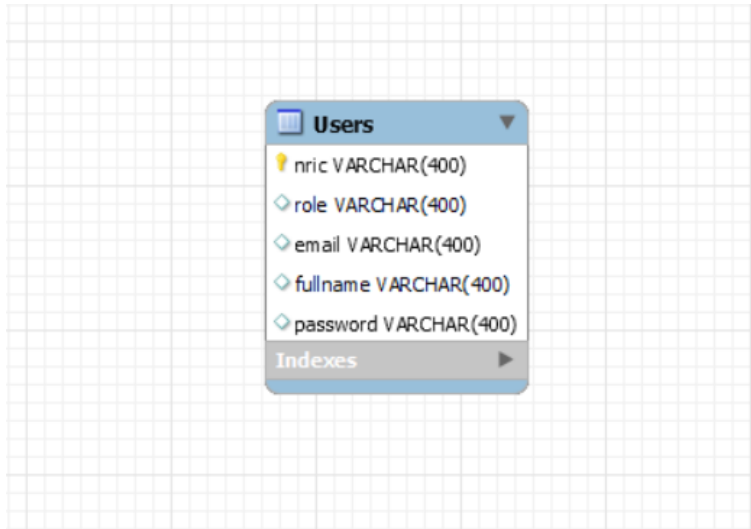 Users
nric VARCHAR(400)
role VARCHAR(400)
email VARCHAR(400)
fullname VARCHAR(400)
password VARCHAR(400)
Indexes